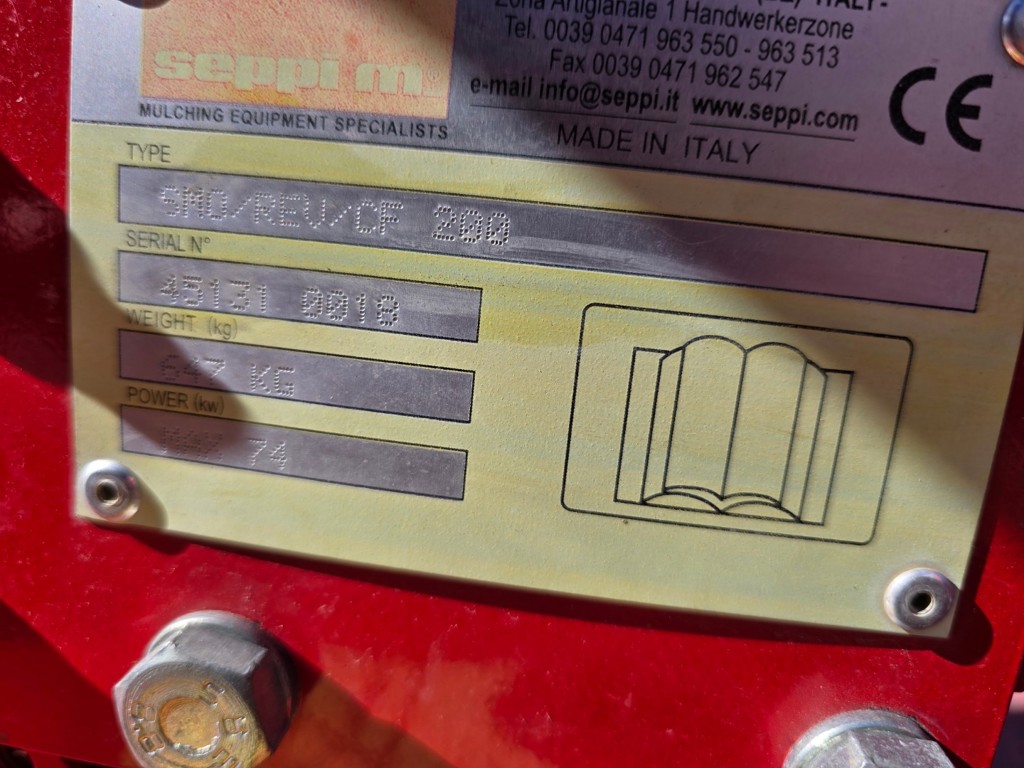 ITALY-
Zona Artigianale 1 Handwerkerzone
Tel. 0039 0471 963 550 - 963 513
Fax 0039 0471 962 547
e-mail info@seppi.it www.seppi.com
MADE IN ITALY
CE
seppi m®
MULCHING EQUIPMENT SPECIALISTS
TYPE
SMO/REV/CF 200
SERIAL N°
45131 0018
WEIGHT (kg)
647 KG
POWER (kw)
MAX 74